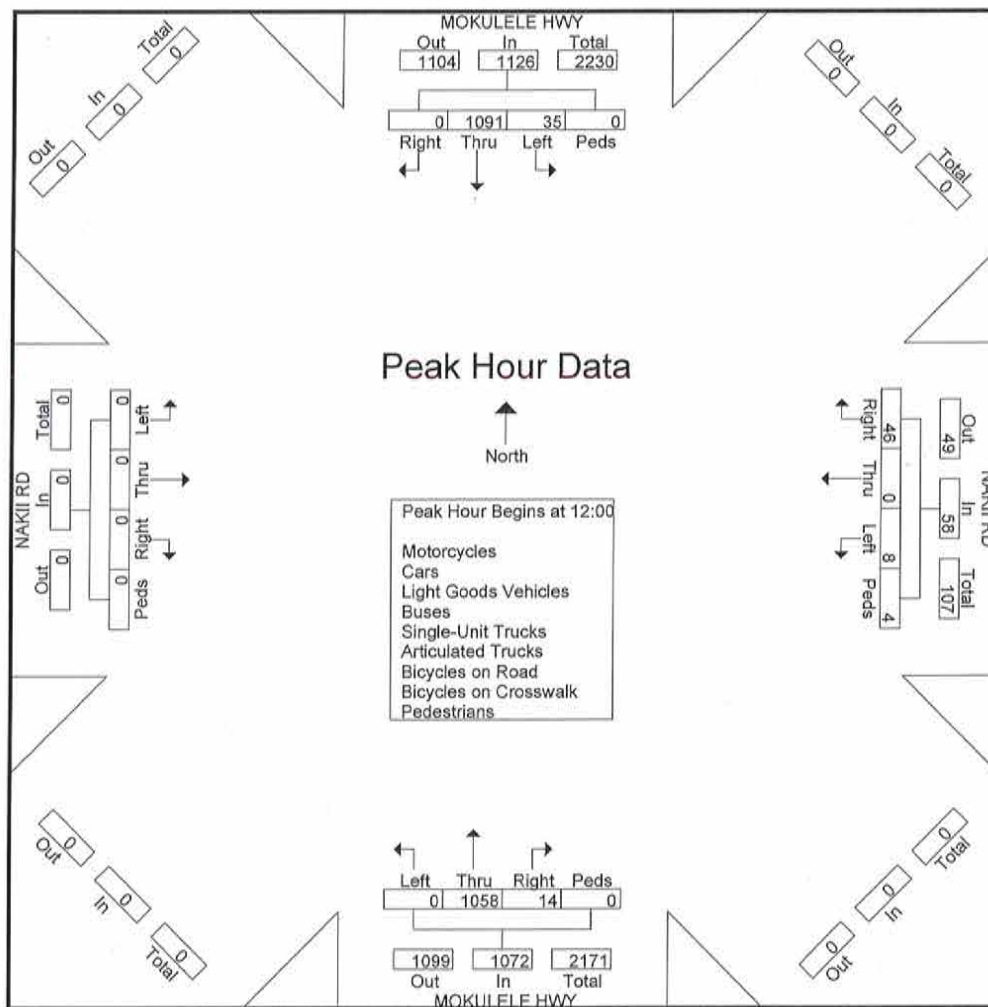 MOKULELE HWY
Out In Total
1104 1126 2230
0 1091 35 0
Right Thru Left Peds
Out In Total
0 0 0
Out In Total
0 0 0
Peak Hour Data
North
Peak Hour Begins at 12:00
Motorcycles
Cars
Light Goods Vehicles
Buses
Single-Unit Trucks
Articulated Trucks
Bicycles on Road
Bicycles on Crosswalk
Pedestrians
NAKII RD
Out In Total
0 0 0
0 0 0 0
Left Thru Right Peds
Right Thru Left Peds
46 0 8 4
Out In Total
49 58 107
NAKII RD
Out In Total
0 0 0
Left Thru Right Peds
0 1058 14 0
1099 1072 2171
Out In Total
MOKULELE HWY
0 0 0
Out In Total